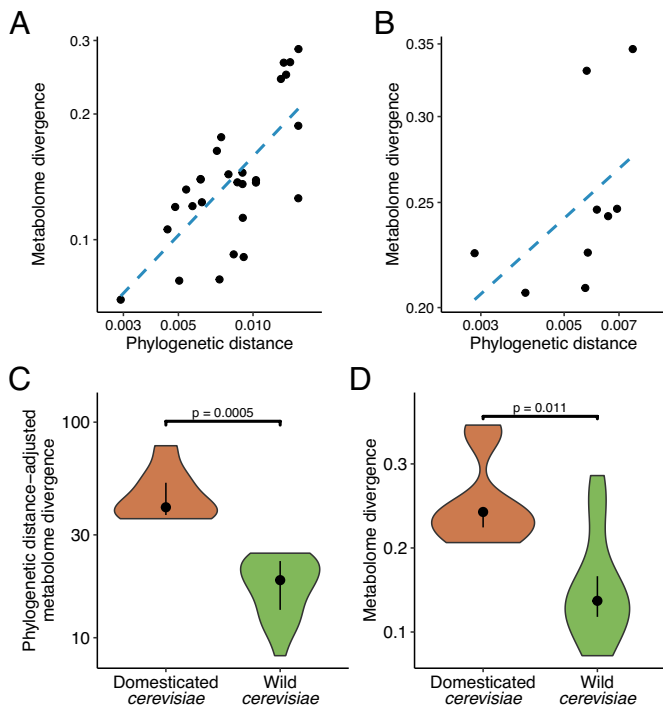 A
Metabolome divergence
0.3
0.2
0.1
0.003
0.005
0.010
Phylogenetic distance
B
Metabolome divergence
0.35
0.30
0.25
0.20
0.003
0.005
0.007
Phylogenetic distance
C
Phylogenetic distance−adjusted
metabolome divergence
100
30
10
p = 0.0005
Domesticated
cerevisiae
Wild
cerevisiae
D
Metabolome divergence
0.3
0.2
0.1
p = 0.011
Domesticated
cerevisiae
Wild
cerevisiae